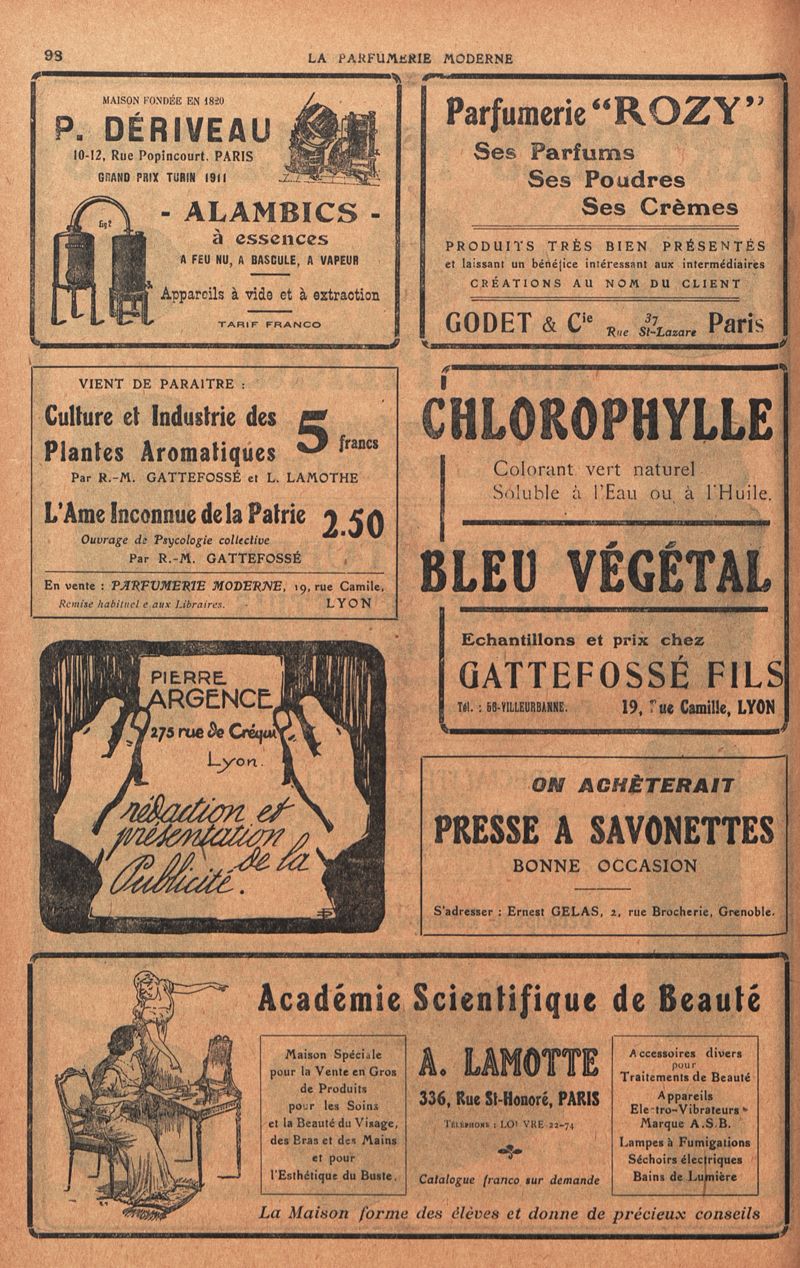 98
LA PARFUMERIE MODERNE
MAISON FONDÉE EN 1820
P. DÉRIVEAU
10-12, Rue Popincourt. PARIS
GRAND PRIX TURIN 1911
- ALAMBICS -
à essences
A FEU NU, A BASCULE, A VAPEUR
Appareils à vide et à extraction
TARIF FRANCO
Parfumerie “ROZY”
Ses Parfums
Ses Poudres
Ses Crèmes
PRODUITS TRÈS BIEN PRÉSENTÉS
et laissant un bénéfice intéressant aux intermédiaires
CRÉATIONS AU NOM DU CLIENT
GODET & Cie 37 Rue St-Lazare Paris
VIENT DE PARAITRE :
Culture et Industrie des
Plantes Aromatiques 5 francs
Par R.-M. GATTEFOSSÉ et L. LAMOTHE
L'Ame Inconnue de la Patrie 2.50
Ouvrage de Psycologie collective
Par R.-M. GATTEFOSSÉ
En vente : PARFUMERIE MODERNE, 19, rue Camile,
Remise habituel e aux Libraires. LYON
CHLOROPHYLLE
Colorant vert naturel
Soluble à l'Eau ou à l'Huile.
BLEU VÉGÉTAL
Echantillons et prix chez
GATTEFOSSÉ FILS
Tél. : 56-VILLEURBANNE. 19, rue Camille, LYON
PIERRE
ARGENCE
275 rue de Créqui
Lyon.
rédaction et
présentation
de la
Publicité.
ON ACHÈTERAIT
PRESSE A SAVONETTES
BONNE OCCASION
S'adresser : Ernest GELAS, 2, rue Brocherie, Grenoble.
Académie Scientifique de Beauté
Maison Spéciale
pour la Vente en Gros
de Produits
pour les Soins
et la Beauté du Visage,
des Bras et des Mains
et pour
l'Esthétique du Buste.
A. LAMOTTE
336, Rue St-Honoré, PARIS
TÉLÉPHONE : LOUVRE 22-74
Catalogue franco sur demande
Accessoires divers
pour
Traitements de Beauté
Appareils
Electro-Vibrateurs
Marque A.S.B.
Lampes à Fumigations
Séchoirs électriques
Bains de Lumière
La Maison forme des élèves et donne de précieux conseils